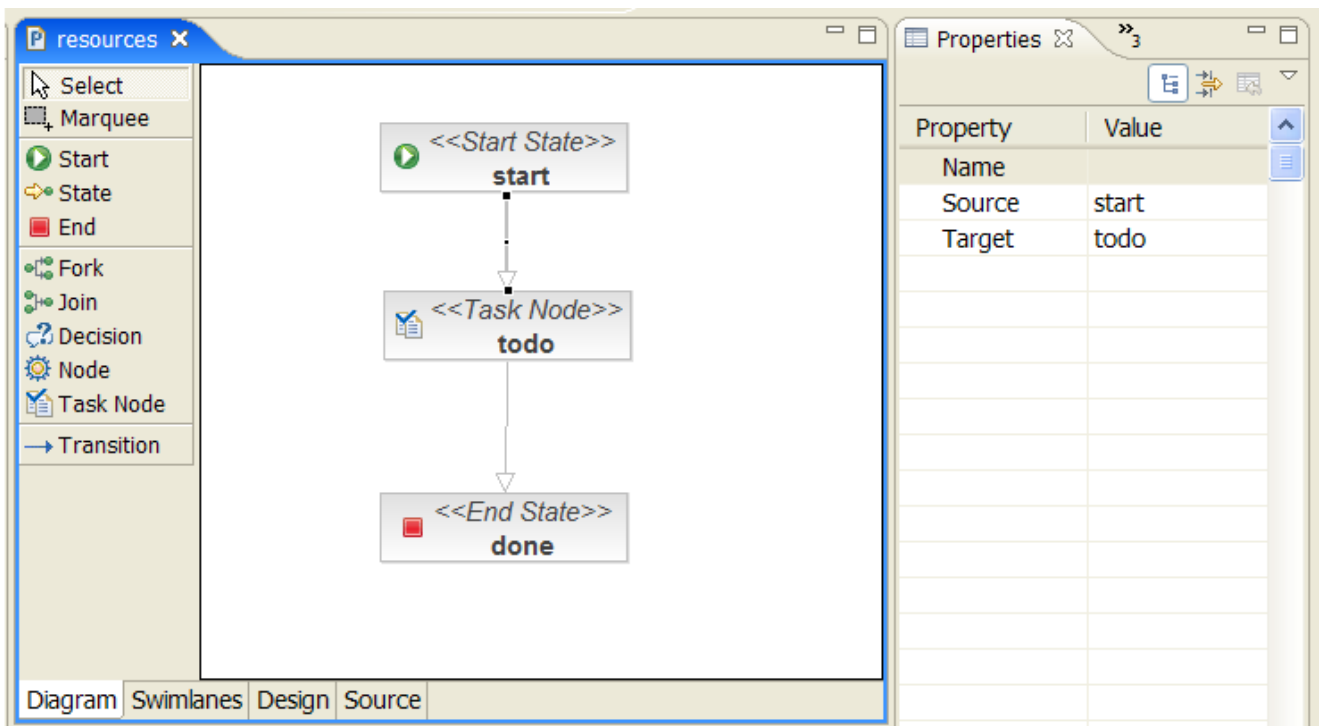 resources
Select
Marquee
Start
State
End
Fork
Join
Decision
Node
Task Node
Transition
<<Start State>>
start
<<Task Node>>
todo
<<End State>>
done
Diagram Swimlanes Design Source
Properties »3
Property Value
Name
Source start
Target todo